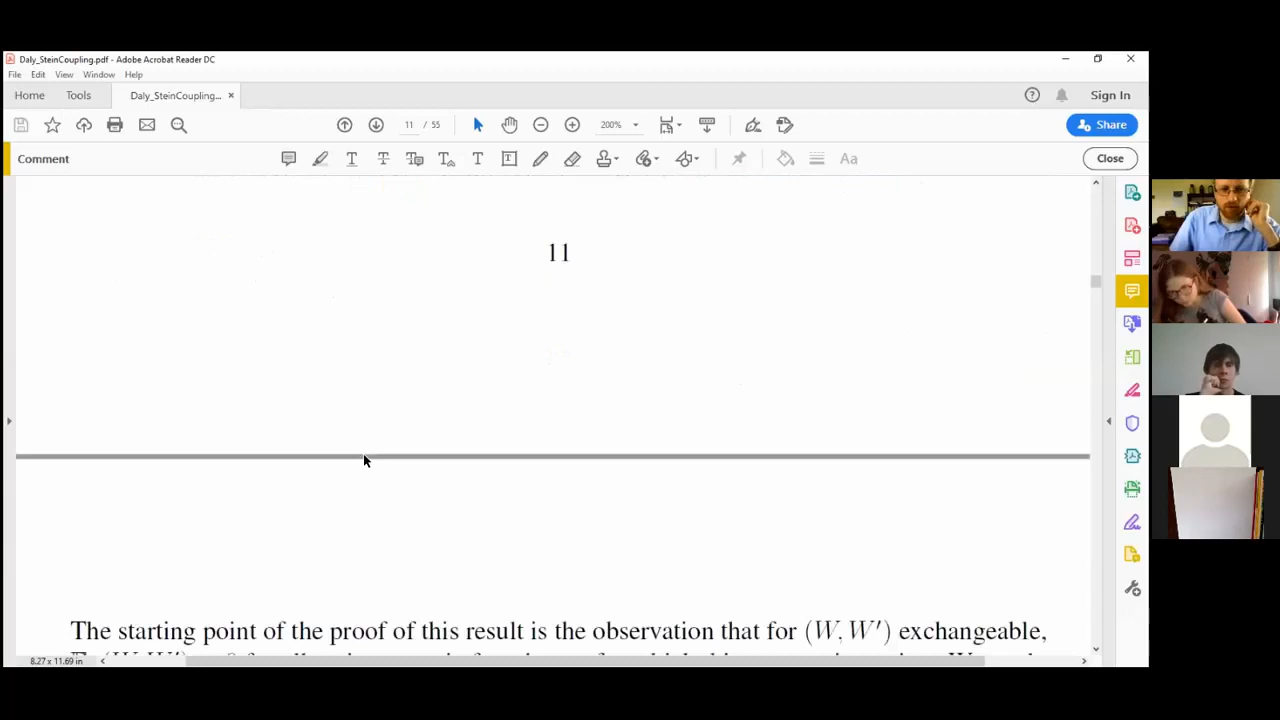 Daly_SteinCoupling.pdf - Adobe Acrobat Reader DC
File Edit View Window Help
Home Tools Daly_SteinCoupling... × Sign In
11 / 55 200% Share
Comment Aa Close
11
The starting point of the proof of this result is the observation that for (W, W′) exchangeable,
8.27 x 11.69 in